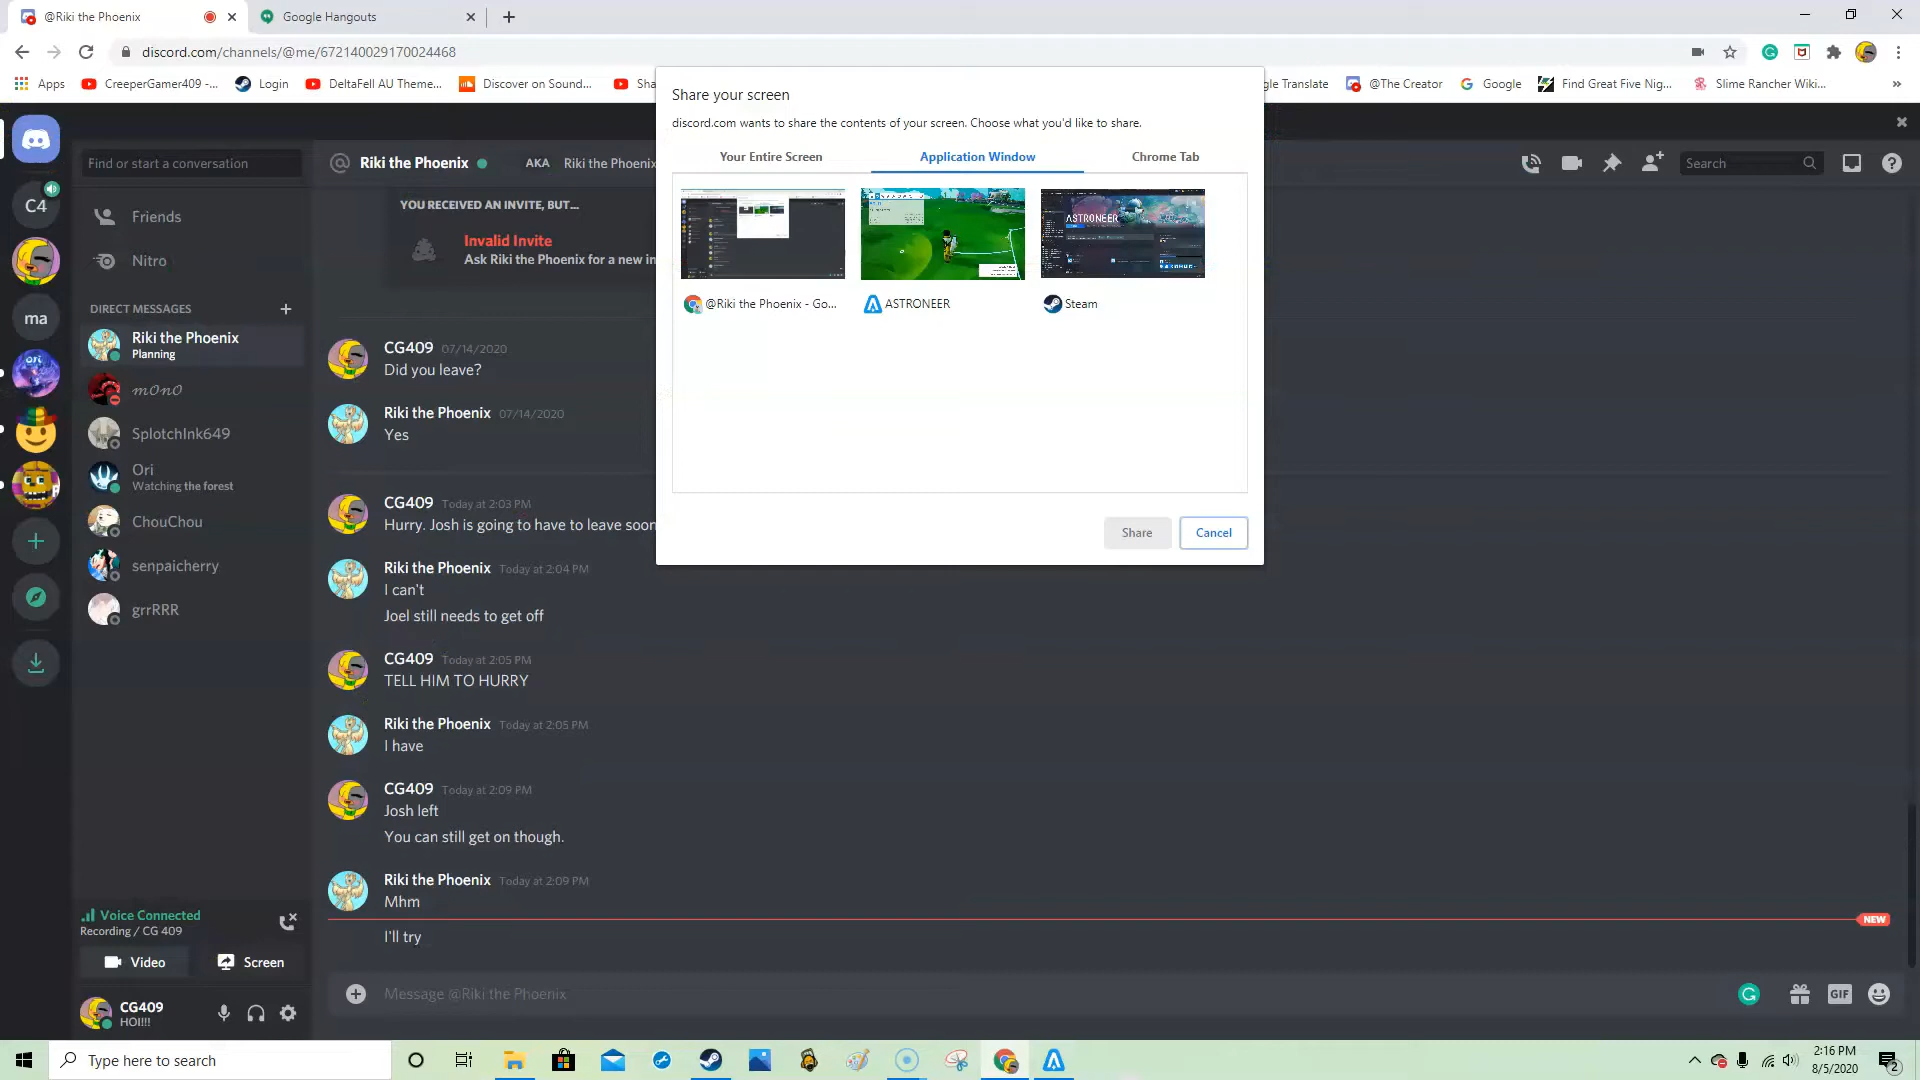 @Riki the Phoenix
Google Hangouts
discord.com/channels/@me/672140029170024468
Apps
CreeperGamer409 -...
Login
DeltaFell AU Theme...
Discover on Sound...
Sha
gle Translate
@The Creator
Google
Find Great Five Nig...
Slime Rancher Wiki...
»
Share your screen
discord.com wants to share the contents of your screen. Choose what you'd like to share.
Your Entire Screen
Application Window
Chrome Tab
ASTRONEER
@Riki the Phoenix - Go...
ASTRONEER
Steam
Share
Cancel
C4
ma
ori
Find or start a conversation
Friends
Nitro
DIRECT MESSAGES
Riki the Phoenix
Planning
mono
SplotchInk649
Ori
Watching the forest
ChouChou
senpaicherry
grrRRR
Voice Connected
Recording / CG 409
Video
Screen
CG409
HOI!!!
Riki the Phoenix
AKA
Riki the Phoenix
Search
YOU RECEIVED AN INVITE, BUT...
Invalid Invite
Ask Riki the Phoenix for a new in
CG409 07/14/2020
Did you leave?
Riki the Phoenix 07/14/2020
Yes
CG409 Today at 2:03 PM
Hurry. Josh is going to have to leave soon
Riki the Phoenix Today at 2:04 PM
I can't
Joel still needs to get off
CG409 Today at 2:05 PM
TELL HIM TO HURRY
Riki the Phoenix Today at 2:05 PM
I have
CG409 Today at 2:09 PM
Josh left
You can still get on though.
Riki the Phoenix Today at 2:09 PM
Mhm
NEW
I'll try
Message @Riki the Phoenix
GIF
Type here to search
2:16 PM
8/5/2020
2